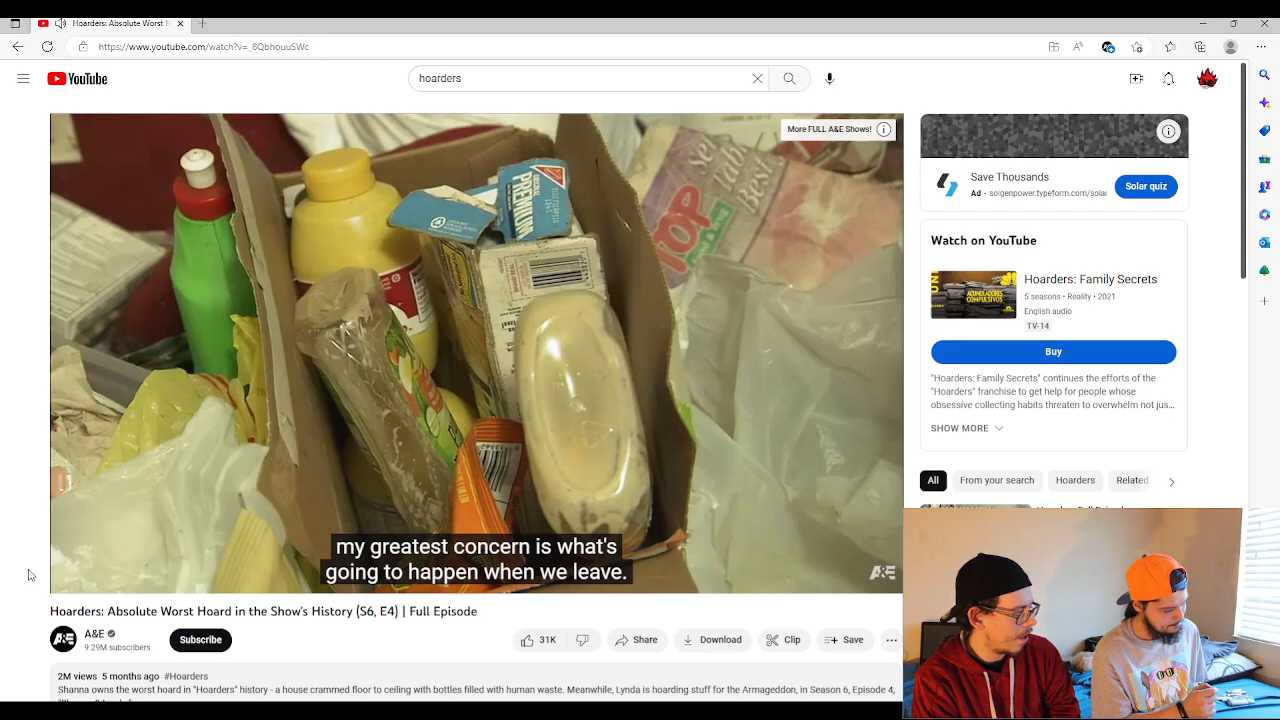 Hoarders: Absolute Worst H
https://www.youtube.com/watch?v=_8QbhouuSWc
YouTube
hoarders
More FULL A&E Shows!
ORIGINAL
PREMIUM
my greatest concern is what's
going to happen when we leave.
A&E
Hoarders: Absolute Worst Hoard in the Show's History (S6, E4) | Full Episode
A&E
9.29M subscribers
Subscribe
31K
Share
Download
Clip
Save
2M views 5 months ago #Hoarders
Shanna owns the worst hoard in "Hoarders" history - a house crammed floor to ceiling with bottles filled with human waste. Meanwhile, Lynda is hoarding stuff for the Armageddon, in Season 6, Episode 4,
Save Thousands
Ad · solgenpower.typeform.com/solar
Solar quiz
Watch on YouTube
ACUMULADORES
COMPULSIVOS
Hoarders: Family Secrets
5 seasons • Reality • 2021
English audio
TV-14
Buy
"Hoarders: Family Secrets" continues the efforts of the
"Hoarders" franchise to get help for people whose
obsessive collecting habits threaten to overwhelm not jus...
SHOW MORE
All
From your search
Hoarders
Related